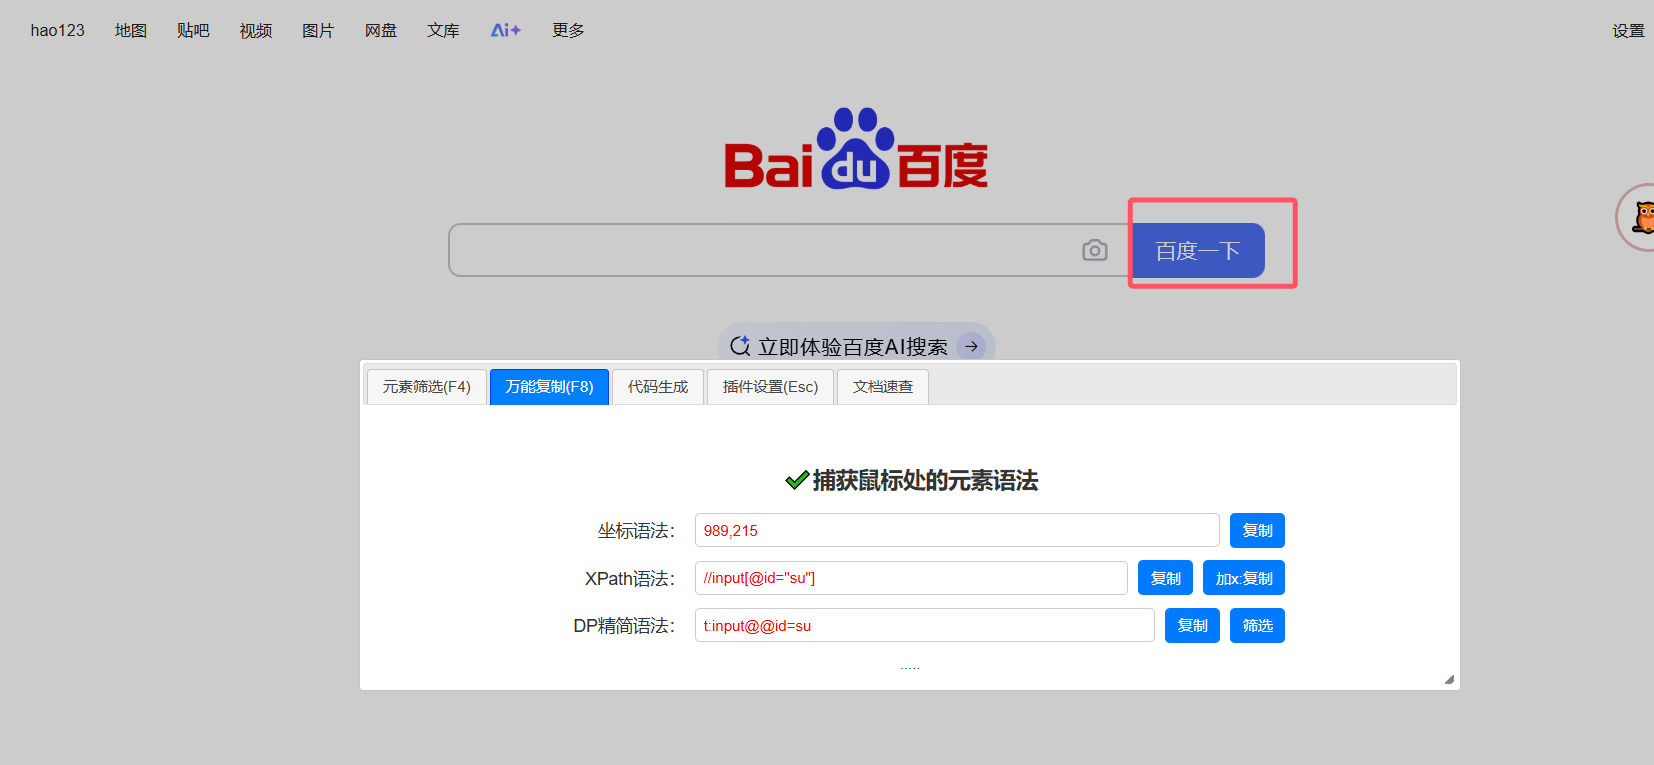 hao123 地图 贴吧 视频 图片 网盘 文库 Ai+ 更多 设置
Bai du 百度
百度一下
立即体验百度AI搜索
元素筛选(F4) 万能复制(F8) 代码生成 插件设置(Esc) 文档速查
捕获鼠标处的元素语法
坐标语法： 989,215 复制
XPath语法： //input[@id="su"] 复制 加x:复制
DP精简语法： t:input@@id=su 复制 筛选
.....